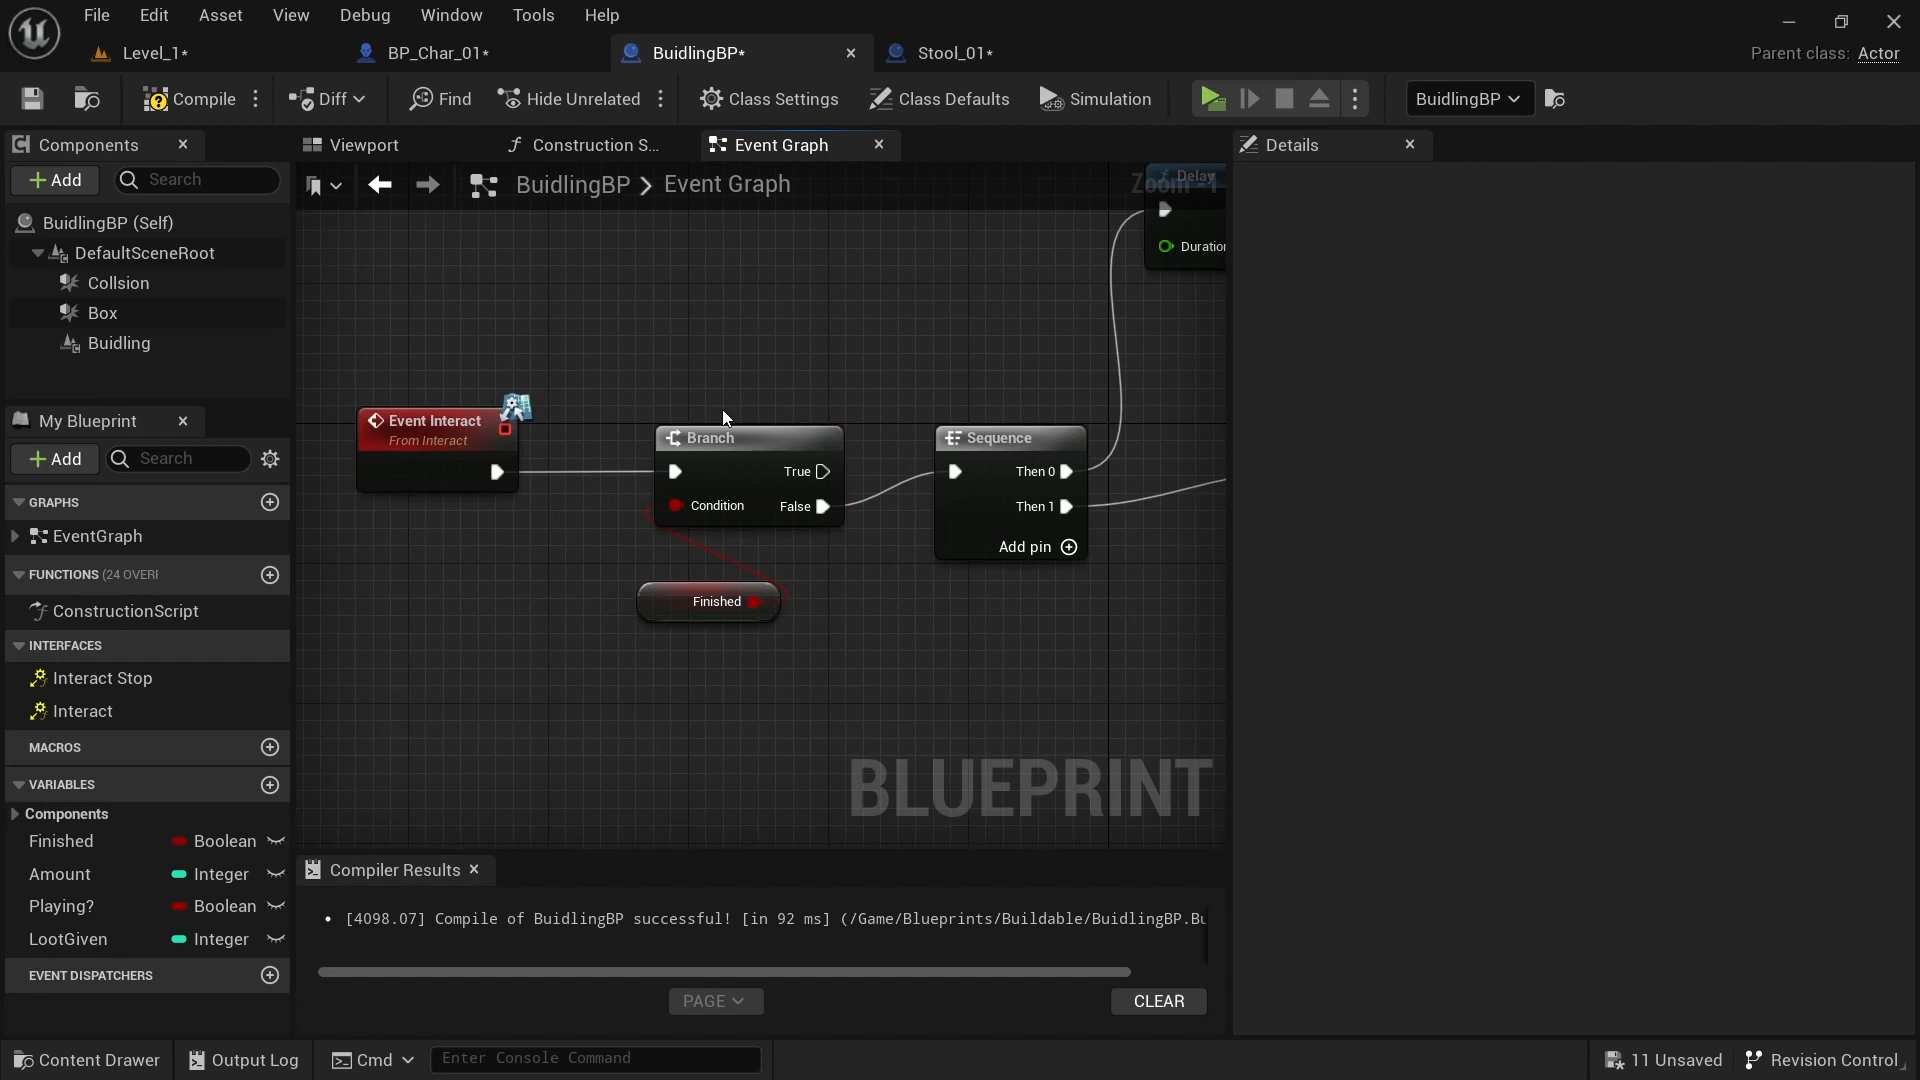 File Edit Asset View Debug Window Tools Help
Level_1* BP_Char_01* BuidlingBP* Stool_01* Parent class: Actor
Compile Diff Find Hide Unrelated Class Settings Class Defaults Simulation BuidlingBP
Components Viewport Construction S... Event Graph Details
Add Search BuidlingBP > Event Graph Zoom -1
BuidlingBP (Self)
DefaultSceneRoot
Collsion
Box
Buidling
Delay
Duration
My Blueprint
Add Search
GRAPHS
EventGraph
FUNCTIONS (24 OVERI
ConstructionScript
INTERFACES
Interact Stop
Interact
MACROS
VARIABLES
Components
Finished Boolean
Amount Integer
Playing? Boolean
LootGiven Integer
EVENT DISPATCHERS
Event Interact
From Interact
Branch
True
Condition False
Sequence
Then 0
Then 1
Add pin
Finished
BLUEPRINT
Compiler Results
[4098.07] Compile of BuidlingBP successful! [in 92 ms] (/Game/Blueprints/Buildable/BuidlingBP.Bu
PAGE CLEAR
Content Drawer Output Log Cmd Enter Console Command 11 Unsaved Revision Control